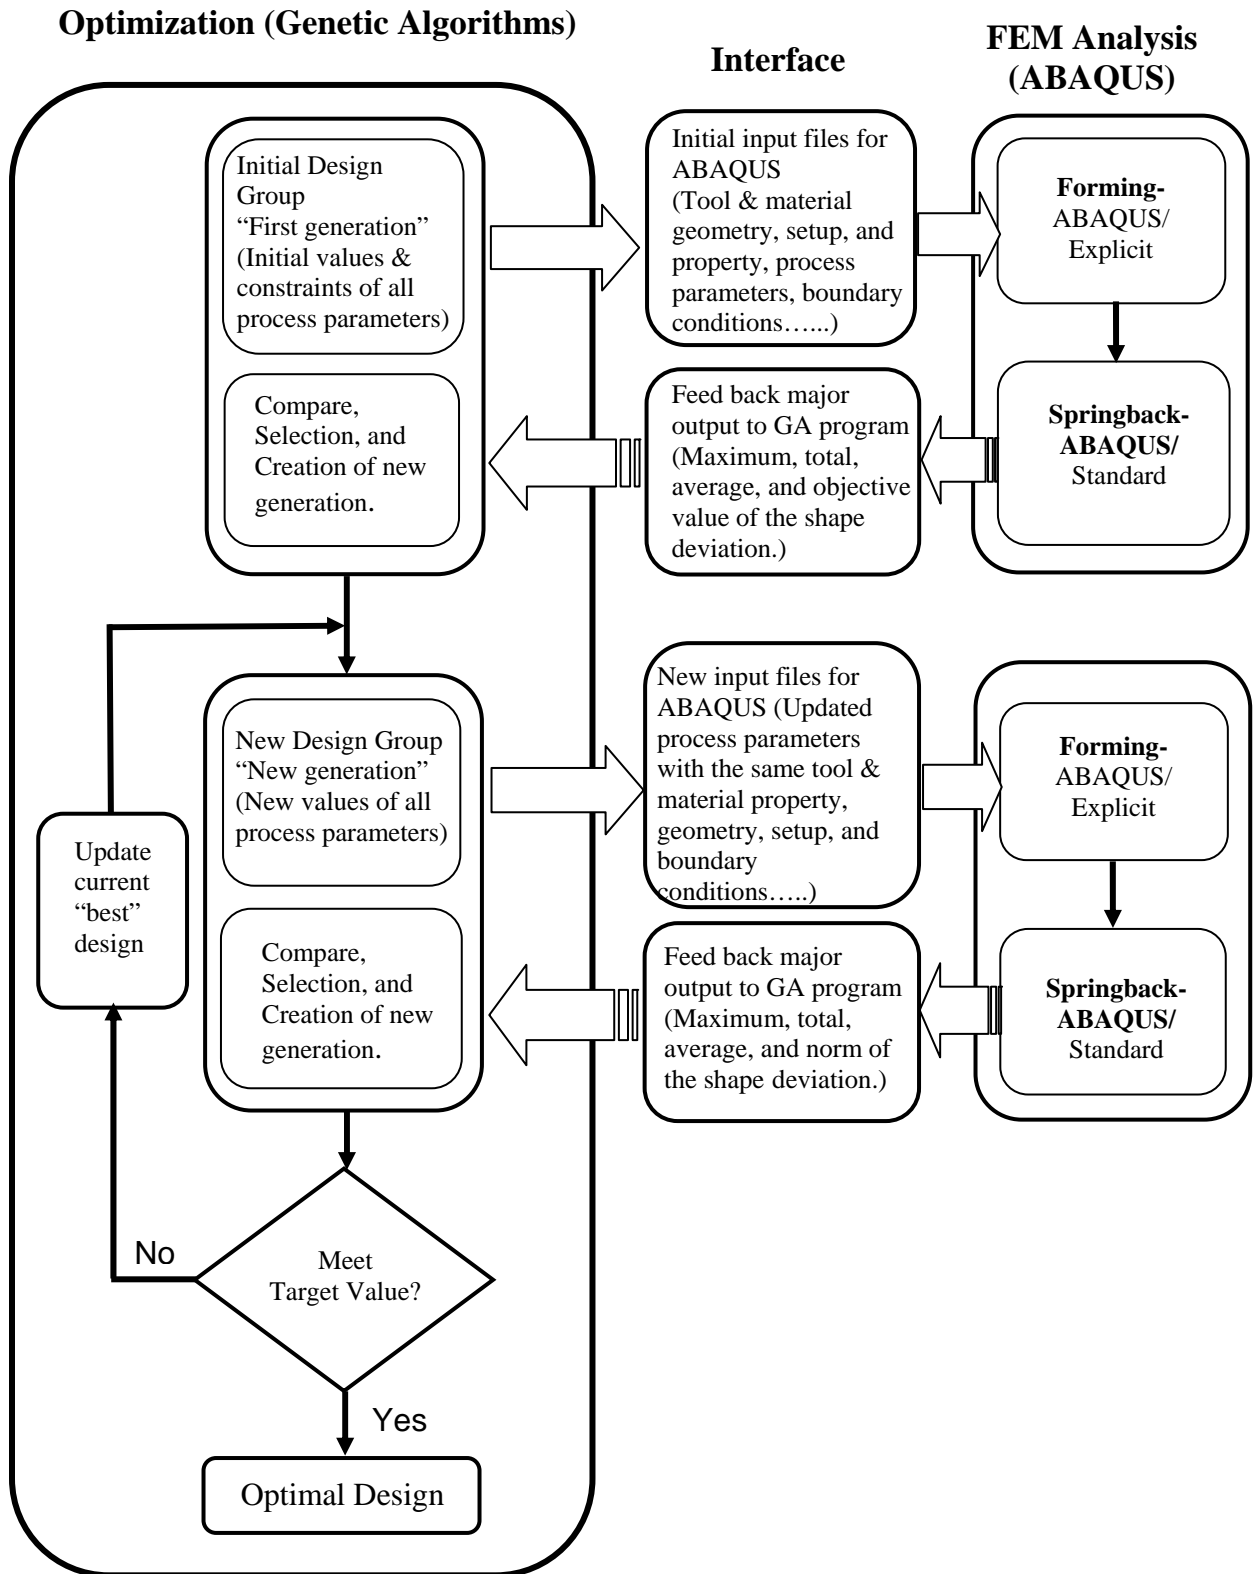 Optimization (Genetic Algorithms)
Interface
FEM Analysis
(ABAQUS)
Initial Design
Group
“First generation”
(Initial values &
constraints of all
process parameters)
Initial input files for
ABAQUS
(Tool & material
geometry, setup, and
property, process
parameters, boundary
conditions…...)
Forming-
ABAQUS/
Explicit
Compare,
Selection, and
Creation of new
generation.
Feed back major
output to GA program
(Maximum, total,
average, and objective
value of the shape
deviation.)
Springback-
ABAQUS/
Standard
New Design Group
“New generation”
(New values of all
process parameters)
New input files for
ABAQUS (Updated
process parameters
with the same tool &
material property,
geometry, setup, and
boundary
conditions…..)
Forming-
ABAQUS/
Explicit
Update
current
“best”
design
Compare,
Selection, and
Creation of new
generation.
Feed back major
output to GA program
(Maximum, total,
average, and norm of
the shape deviation.)
Springback-
ABAQUS/
Standard
No
Meet
Target Value?
Yes
Optimal Design